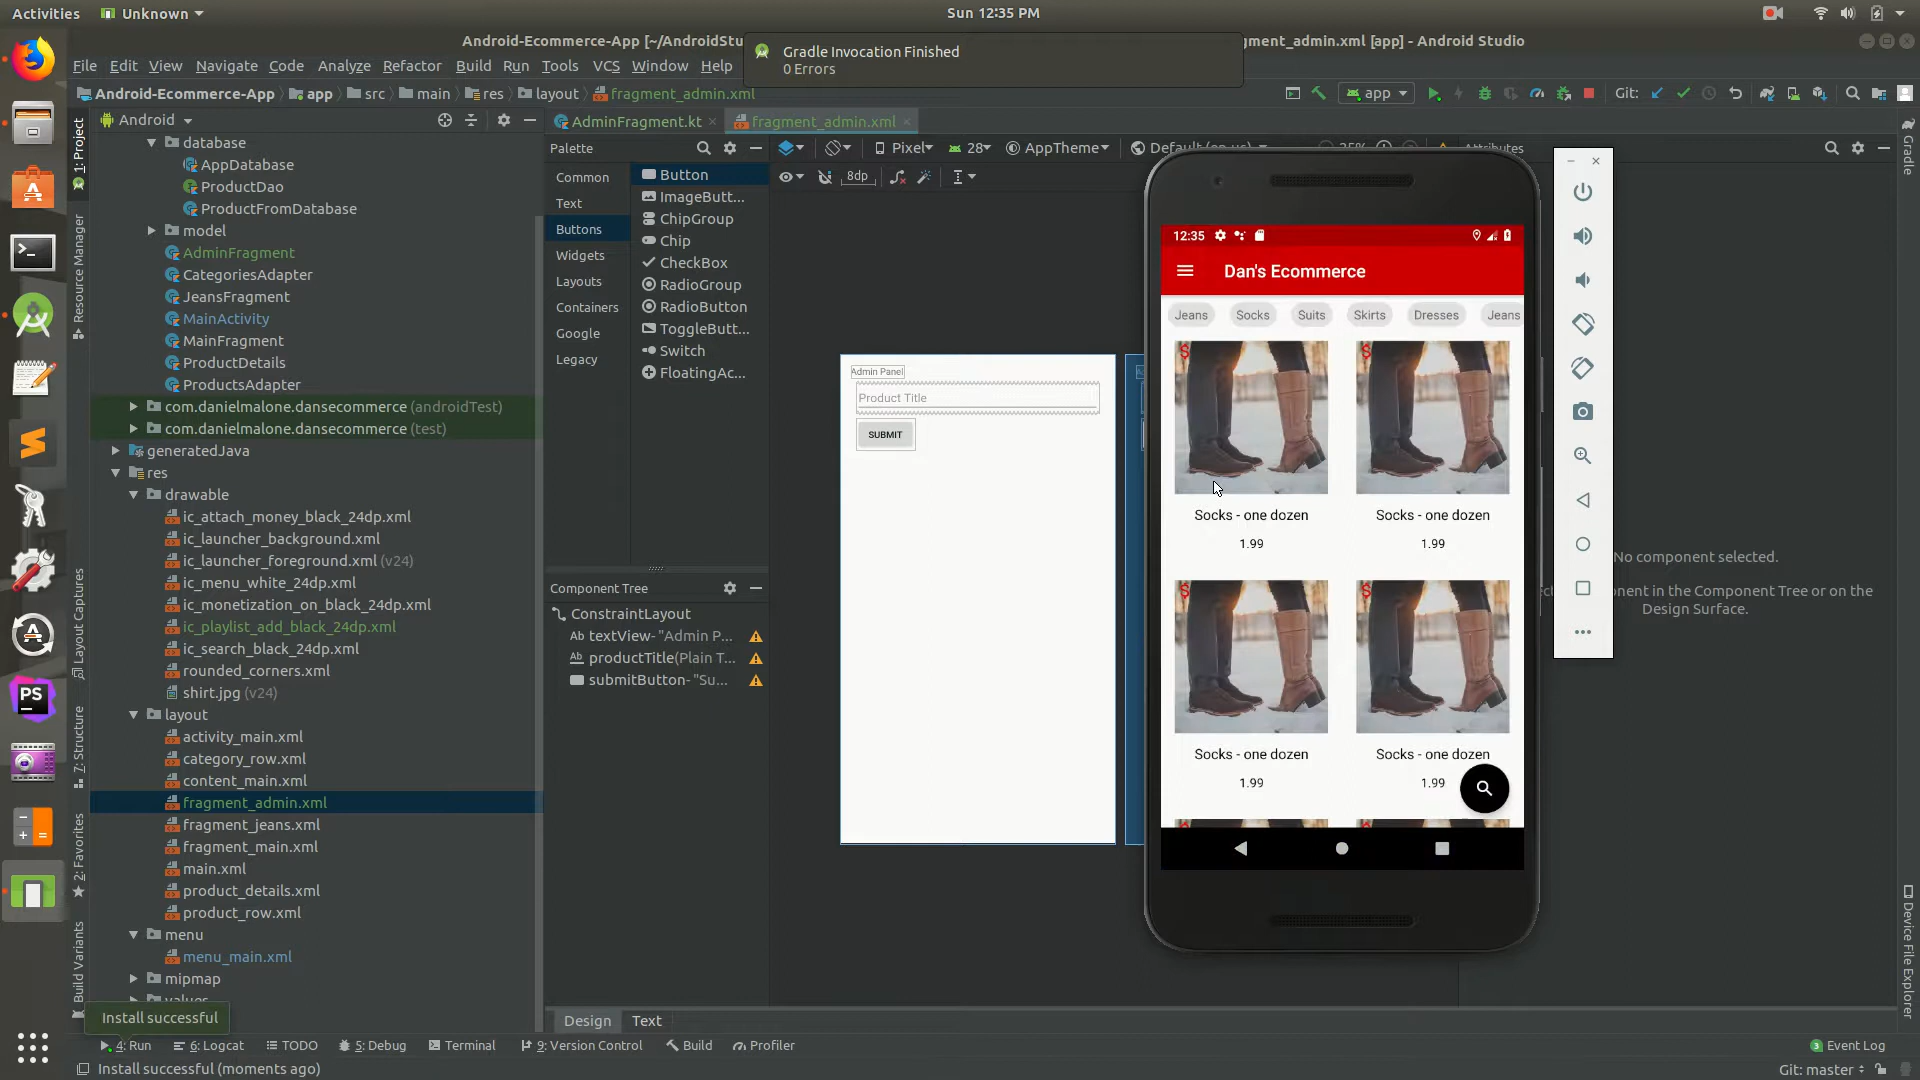 Activities
Unknown
Sun 12:35 PM
Android-Ecommerce-App [~/AndroidStu
gment_admin.xml [app] - Android Studio
Gradle Invocation Finished
0 Errors
File Edit View Navigate Code Analyze Refactor Build Run Tools VCS Window Help
Android-Ecommerce-App app src main res layout fragment_admin.xml
app
Git:
Android
AdminFragment.kt
fragment_admin.xml
1: Project
Resource Manager
Layout Captures
7: Structure
2: Favorites
Build Variants
database
AppDatabase
ProductDao
ProductFromDatabase
model
AdminFragment
CategoriesAdapter
JeansFragment
MainActivity
MainFragment
ProductDetails
ProductsAdapter
com.danielmalone.dansecommerce (androidTest)
com.danielmalone.dansecommerce (test)
generatedJava
res
drawable
ic_attach_money_black_24dp.xml
ic_launcher_background.xml
ic_launcher_foreground.xml (v24)
ic_menu_white_24dp.xml
ic_monetization_on_black_24dp.xml
ic_playlist_add_black_24dp.xml
ic_search_black_24dp.xml
rounded_corners.xml
shirt.jpg (v24)
layout
activity_main.xml
category_row.xml
content_main.xml
fragment_admin.xml
fragment_jeans.xml
fragment_main.xml
main.xml
product_details.xml
product_row.xml
menu
menu_main.xml
mipmap
values
Install successful
Palette
Common
Text
Buttons
Widgets
Layouts
Containers
Google
Legacy
Button
ImageButt...
ChipGroup
Chip
CheckBox
RadioGroup
RadioButton
ToggleButt...
Switch
FloatingAc...
Component Tree
ConstraintLayout
Ab textView- "Admin P...
Ab productTitle(Plain T...
submitButton- "Su...
Pixel
28
AppTheme
8dp
Attributes
Admin Panel
Product Title
SUBMIT
12:35
Dan's Ecommerce
Jeans
Socks
Suits
Skirts
Dresses
Jeans
$
$
Socks - one dozen
Socks - one dozen
1.99
1.99
$
$
Socks - one dozen
Socks - one dozen
1.99
1.99
No component selected.
onent in the Component Tree or on the
Design Surface.
Gradle
Device File Explorer
PS
Design
Text
4: Run
6: Logcat
TODO
5: Debug
Terminal
9: Version Control
Build
Profiler
3 Event Log
Install successful (moments ago)
Git: master